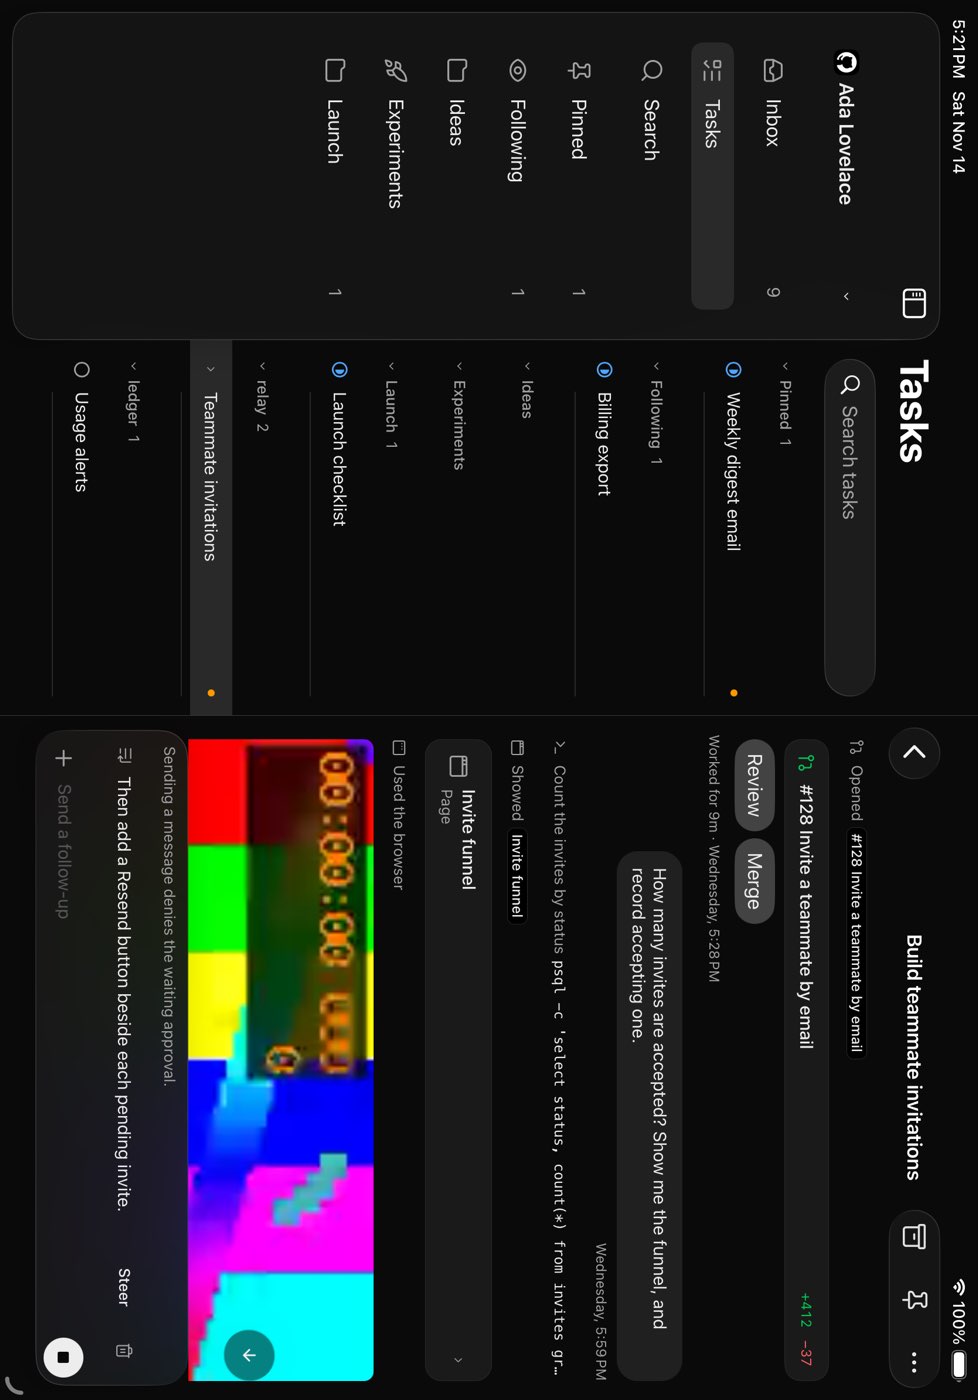 5:21 PM Sat Nov 14
100%
Ada Lovelace
Inbox 9
Tasks
Search
Pinned 1
Following 1
Ideas
Experiments
Launch 1
Tasks
Search tasks
Pinned 1
Weekly digest email
Following 1
Billing export
Ideas
Experiments
Launch 1
Launch checklist
relay 2
Teammate invitations
ledger 1
Usage alerts
Build teammate invitations
Opened #128 Invite a teammate by email
#128 Invite a teammate by email +412 −37
Review Merge
Worked for 9m · Wednesday, 5:28 PM
How many invites are accepted? Show me the funnel, and
record accepting one.
Wednesday, 5:59 PM
Count the invites by status psql -c 'select status, count(*) from invites gr…
Showed Invite funnel
Invite funnel
Page
Used the browser
00:00:00
0
Sending a message denies the waiting approval.
Then add a Resend button beside each pending invite. Steer
Send a follow-up